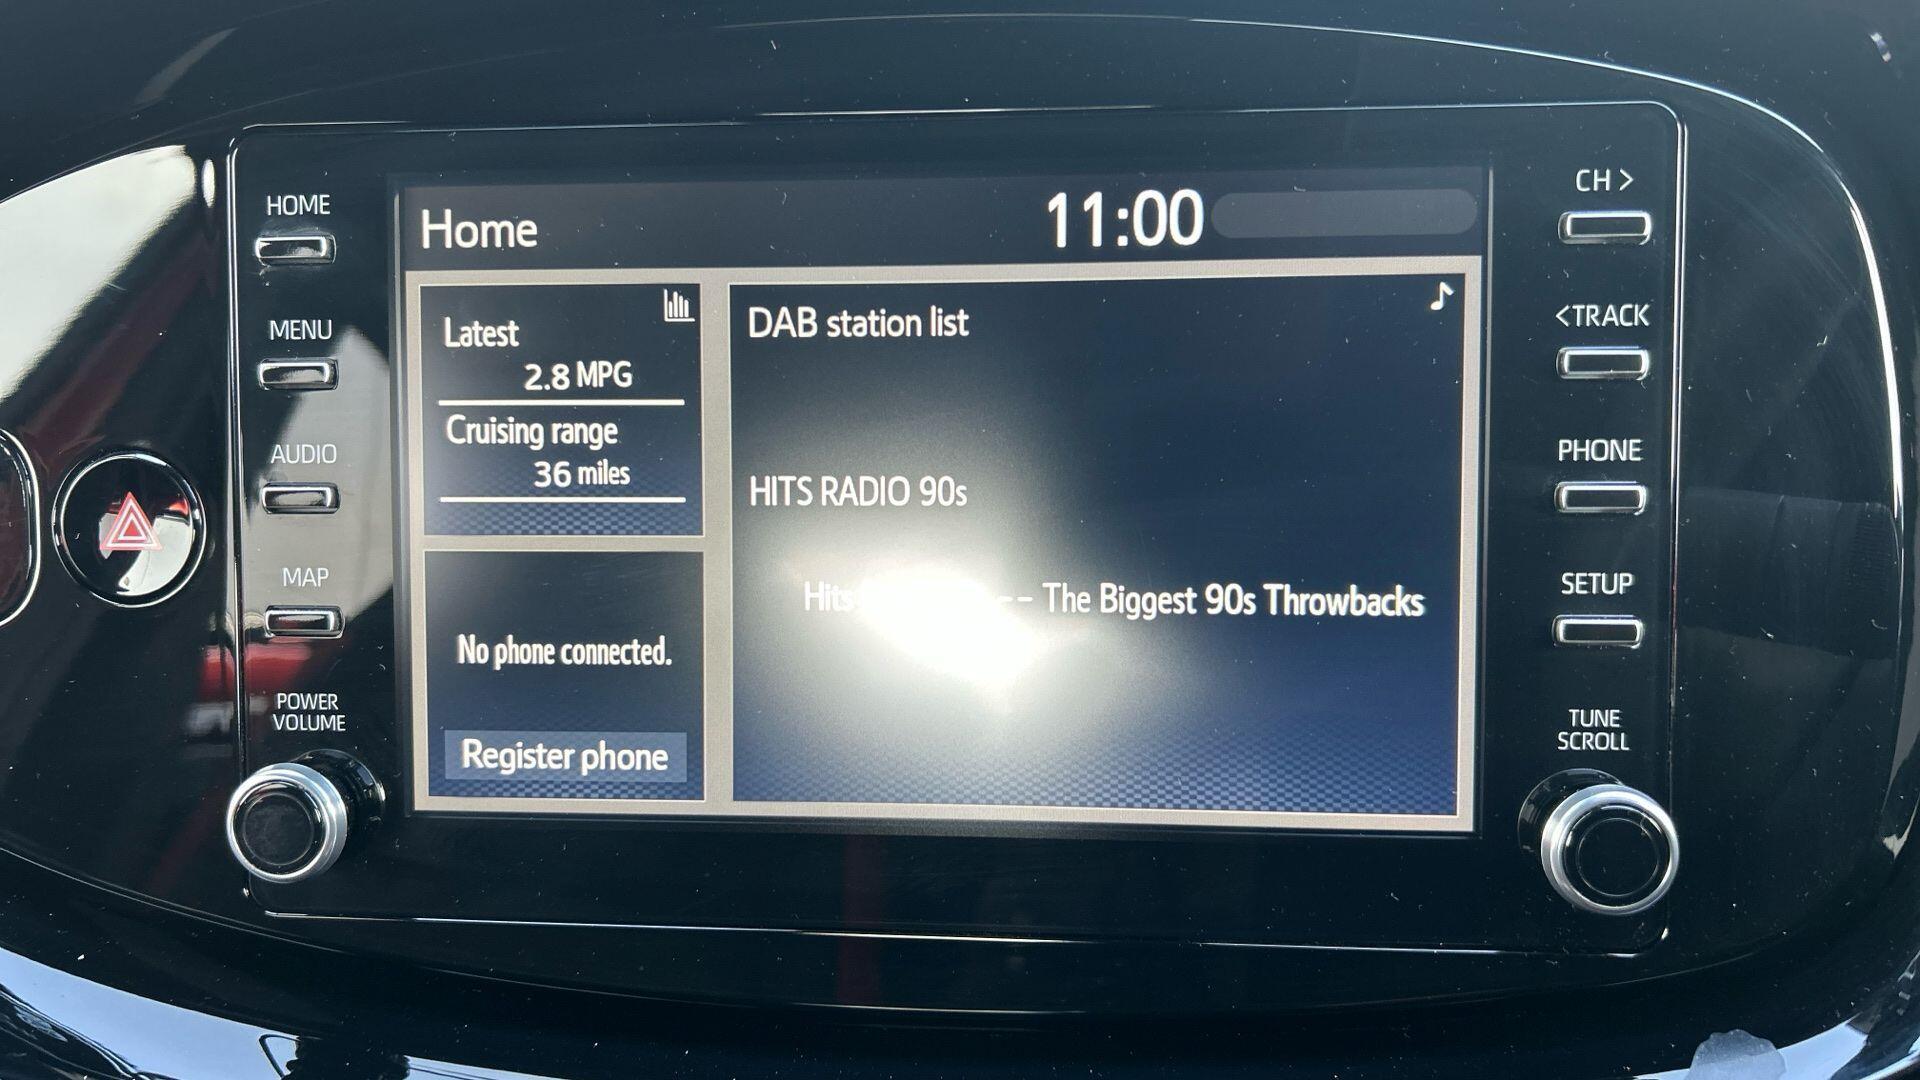 HOME
MENU
AUDIO
MAP
POWER
VOLUME
Home
11:00
Latest
2.8 MPG
Cruising range
36 miles
No phone connected.
Register phone
DAB station list
HITS RADIO 90s
Hits -- The Biggest 90s Throwbacks
CH >
<TRACK
PHONE
SETUP
TUNE
SCROLL